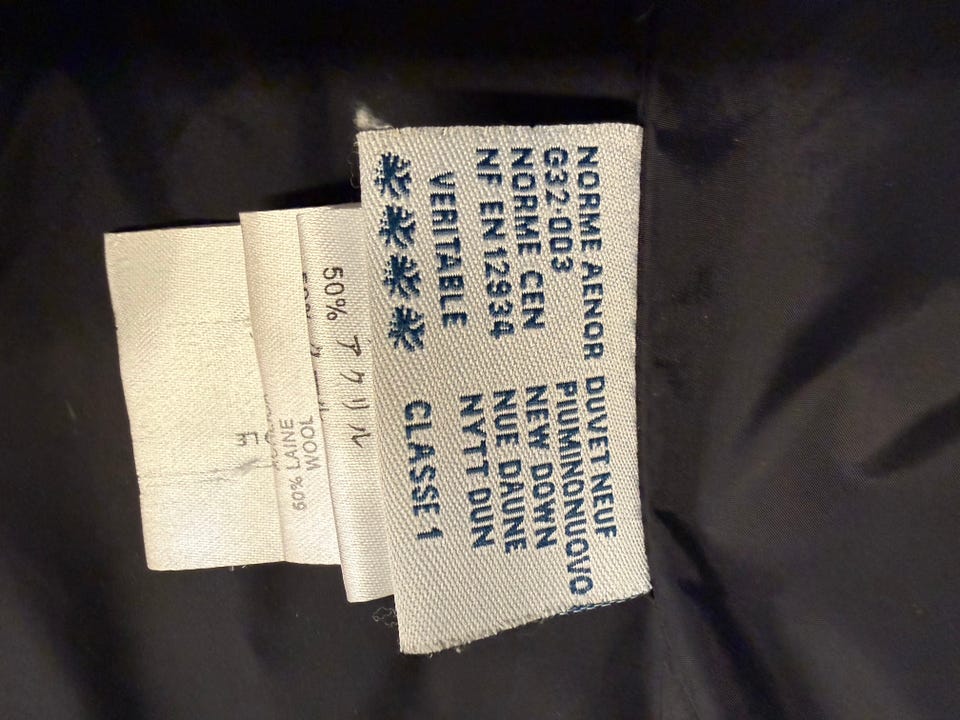 NORME AENOR DUVET NEUF
G32 003 PIUMINONUOVO
NORME CEN NEW DOWN
NF EN 12934 NUE DAUNE
VERITABLE NYTT DUN
CLASSE 1
50% アクリル
60% LAINE
WOOL